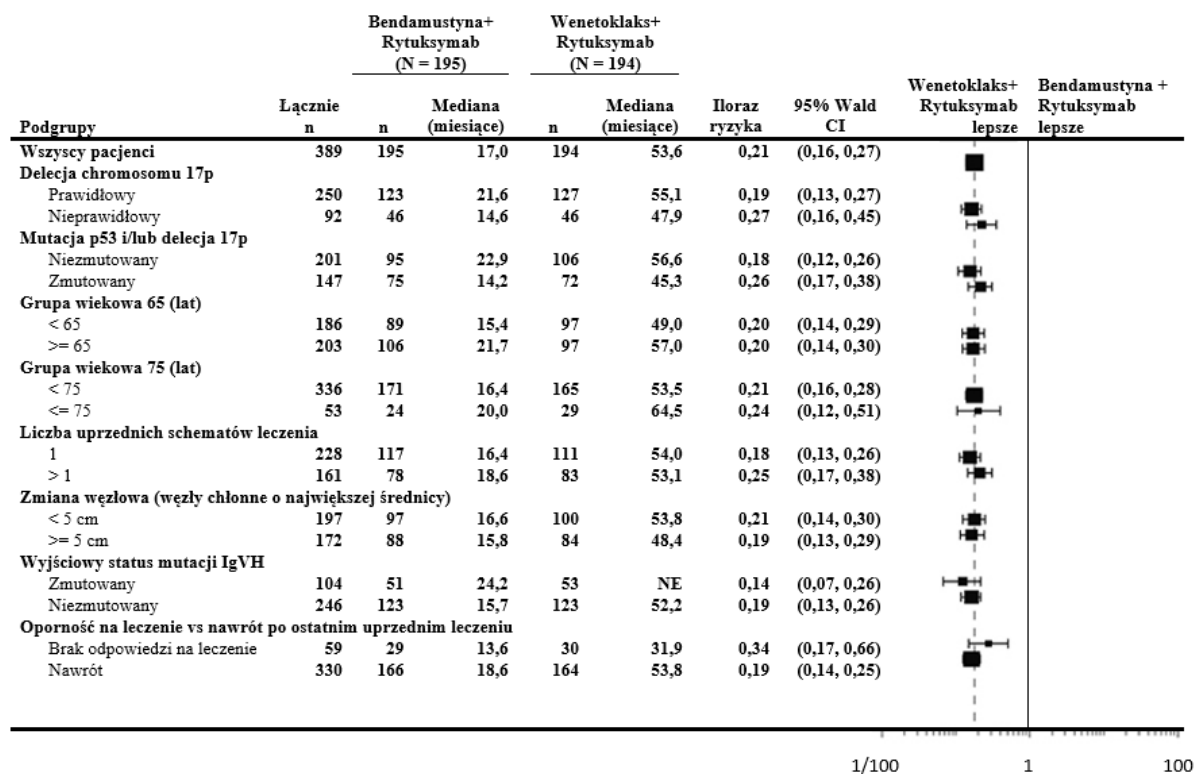 Bendamustyna+ Rytuksymab (N = 195) Wenetoklaks+ Rytuksymab (N = 194)
Podgrupy Łącznie n n Mediana (miesiące) n Mediana (miesiące) Iloraz ryzyka 95% Wald CI Wenetoklaks+ Rytuksymab lepsze Bendamustyna + Rytuksymab lepsze
Wszyscy pacjenci 389 195 17,0 194 53,6 0,21 (0,16, 0,27)
Delecja chromosomu 17p
Prawidłowy 250 123 21,6 127 55,1 0,19 (0,13, 0,27)
Nieprawidłowy 92 46 14,6 46 47,9 0,27 (0,16, 0,45)
Mutacja p53 i/lub delecja 17p
Niezmutowany 201 95 22,9 106 56,6 0,18 (0,12, 0,26)
Zmutowany 147 75 14,2 72 45,3 0,26 (0,17, 0,38)
Grupa wiekowa 65 (lat)
< 65 186 89 15,4 97 49,0 0,20 (0,14, 0,29)
>= 65 203 106 21,7 97 57,0 0,20 (0,14, 0,30)
Grupa wiekowa 75 (lat)
< 75 336 171 16,4 165 53,5 0,21 (0,16, 0,28)
<= 75 53 24 20,0 29 64,5 0,24 (0,12, 0,51)
Liczba uprzednich schematów leczenia
1 228 117 16,4 111 54,0 0,18 (0,13, 0,26)
> 1 161 78 18,6 83 53,1 0,25 (0,17, 0,38)
Zmiana węzłowa (węzły chłonne o największej średnicy)
< 5 cm 197 97 16,6 100 53,8 0,21 (0,14, 0,30)
>= 5 cm 172 88 15,8 84 48,4 0,19 (0,13, 0,29)
Wyjściowy status mutacji IgVH
Zmutowany 104 51 24,2 53 NE 0,14 (0,07, 0,26)
Niezmutowany 246 123 15,7 123 52,2 0,19 (0,13, 0,26)
Oporność na leczenie vs nawrót po ostatnim uprzednim leczeniu
Brak odpowiedzi na leczenie 59 29 13,6 30 31,9 0,34 (0,17, 0,66)
Nawrót 330 166 18,6 164 53,8 0,19 (0,14, 0,25)
1/100 1 100